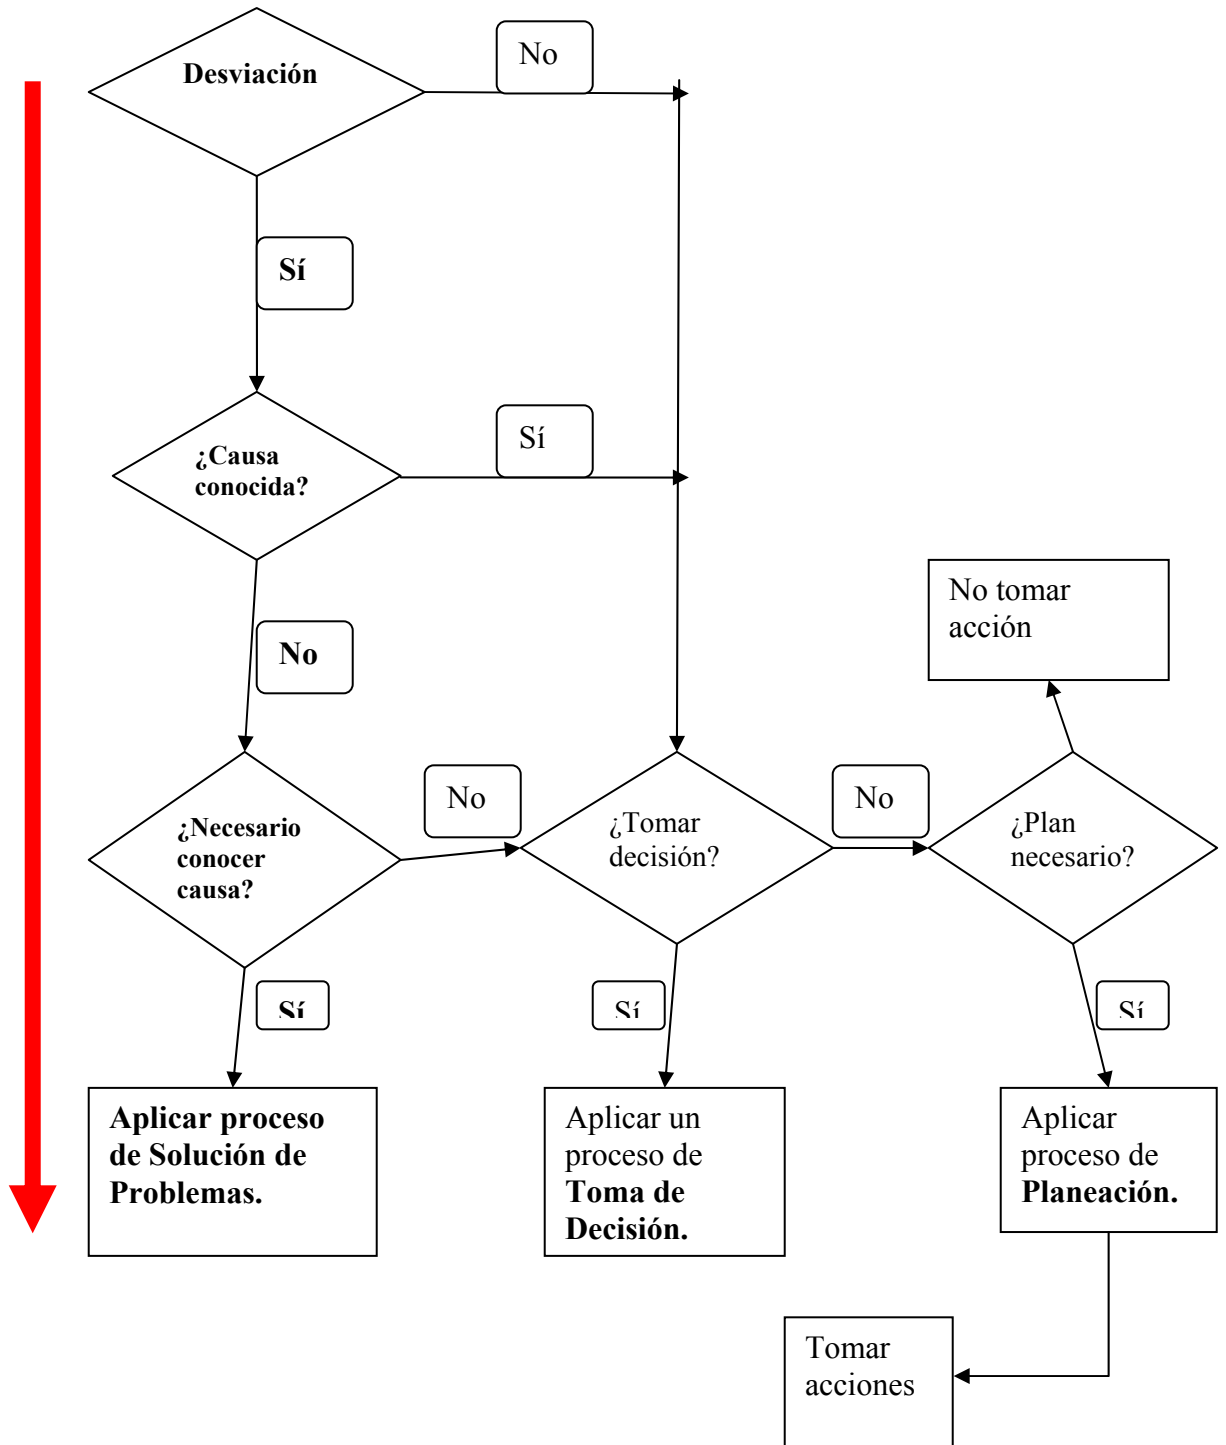 Desviación
No
Sí
¿Causa
conocida?
Sí
No
No tomar
acción
¿Necesario
conocer
causa?
No
¿Tomar
decisión?
No
¿Plan
necesario?
Sí
Sí
Sí
Aplicar proceso
de Solución de
Problemas.
Aplicar un
proceso de
Toma de
Decisión.
Aplicar
proceso de
Planeación.
Tomar
acciones